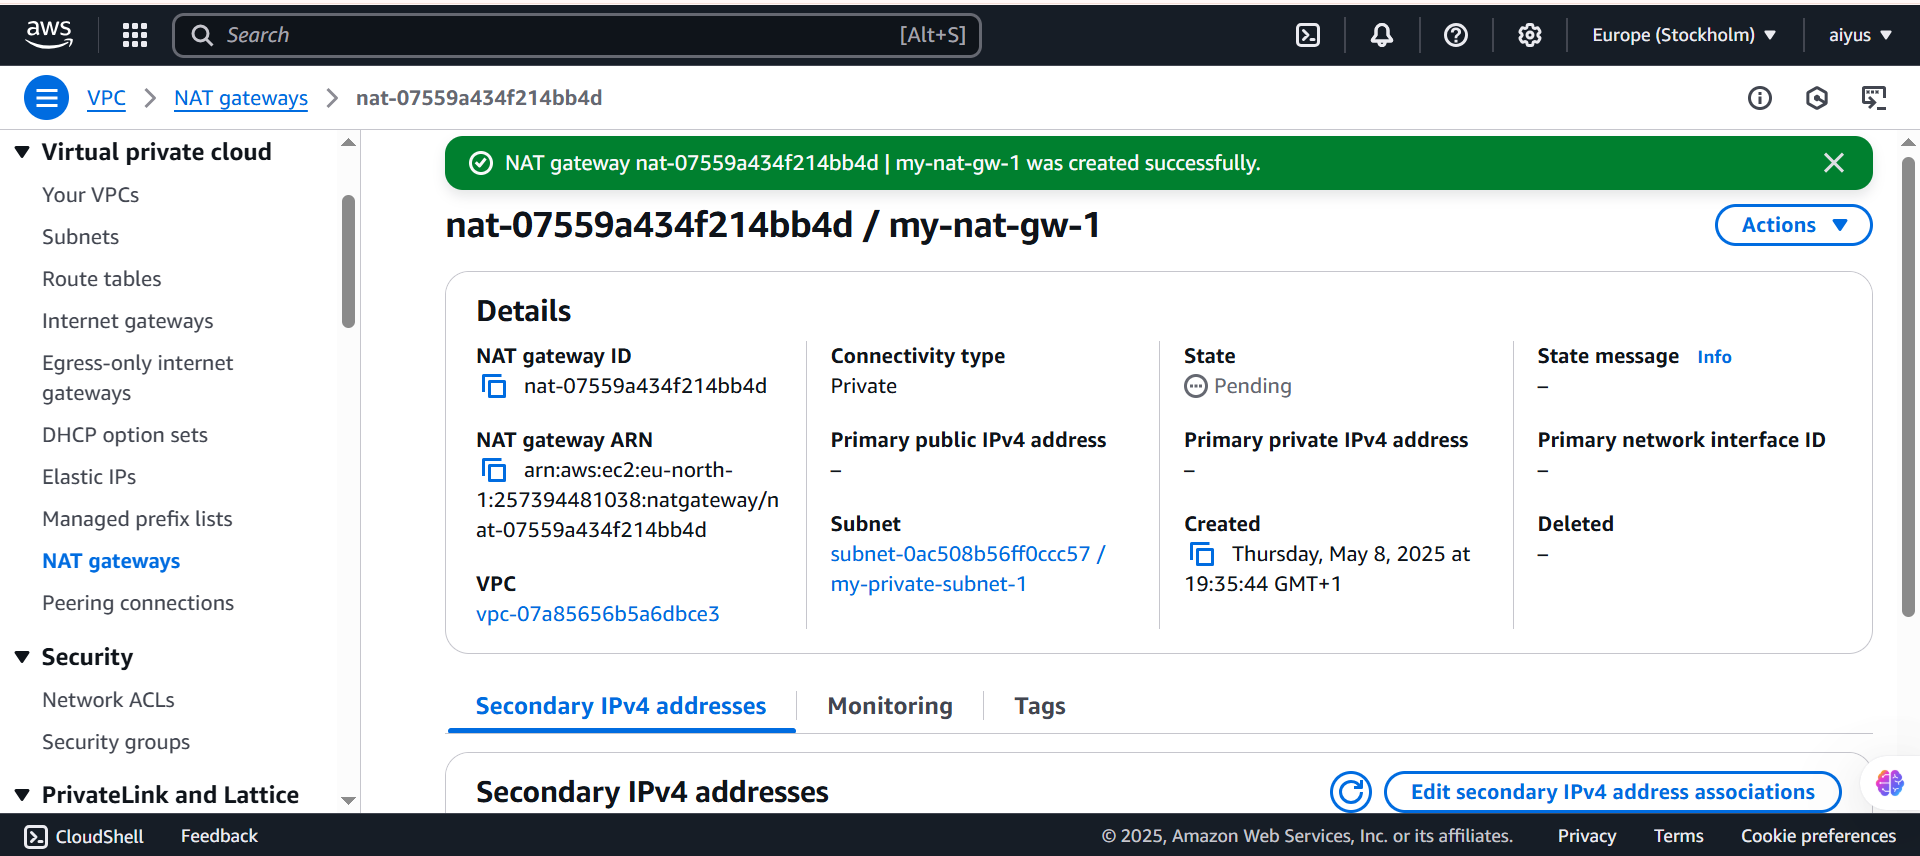 aws
Search [Alt+S]
Europe (Stockholm)
aiyus
VPC
NAT gateways
nat-07559a434f214bb4d
Virtual private cloud
Your VPCs
Subnets
Route tables
Internet gateways
Egress-only internet
gateways
DHCP option sets
Elastic IPs
Managed prefix lists
NAT gateways
Peering connections
Security
Network ACLs
Security groups
PrivateLink and Lattice
NAT gateway nat-07559a434f214bb4d | my-nat-gw-1 was created successfully.
nat-07559a434f214bb4d / my-nat-gw-1
Actions
Details
NAT gateway ID
nat-07559a434f214bb4d
NAT gateway ARN
arn:aws:ec2:eu-north-
1:257394481038:natgateway/n
at-07559a434f214bb4d
VPC
vpc-07a85656b5a6dbce3
Connectivity type
Private
Primary public IPv4 address
–
Subnet
subnet-0ac508b56ff0ccc57 /
my-private-subnet-1
State
Pending
Primary private IPv4 address
–
Created
Thursday, May 8, 2025 at
19:35:44 GMT+1
State message Info
–
Primary network interface ID
–
Deleted
–
Secondary IPv4 addresses
Monitoring
Tags
Secondary IPv4 addresses
Edit secondary IPv4 address associations
CloudShell
Feedback
© 2025, Amazon Web Services, Inc. or its affiliates.
Privacy
Terms
Cookie preferences